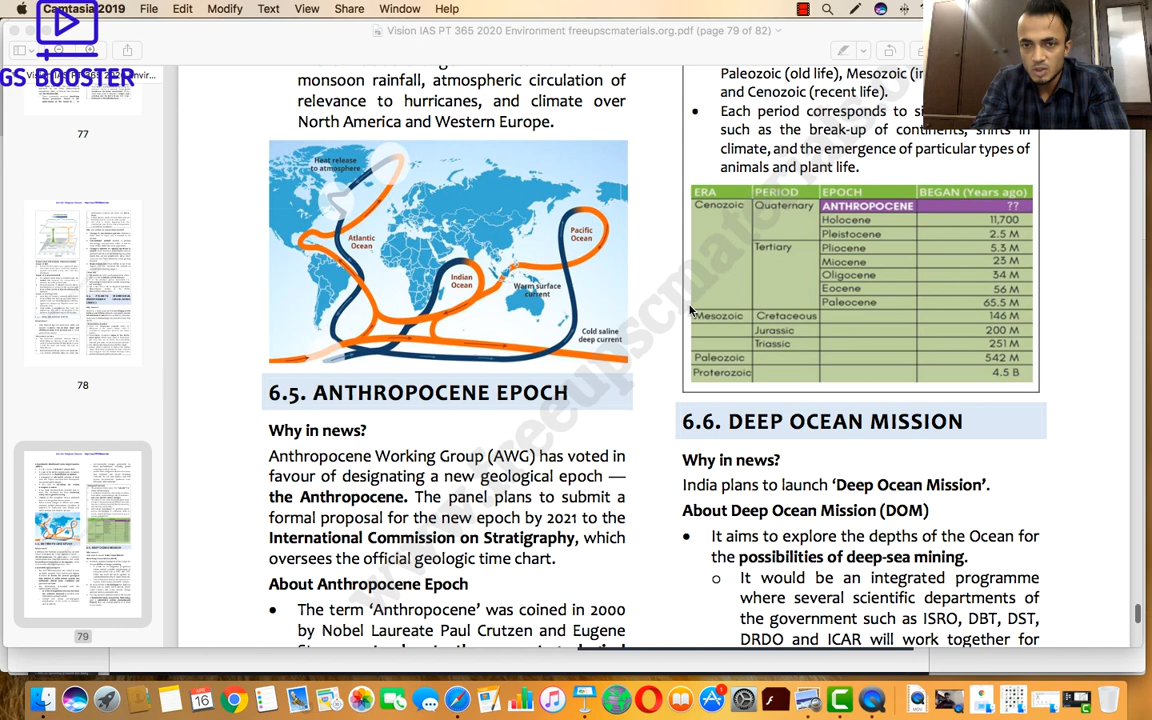 Camtasia 2019 File Edit Modify Text View Share Window Help
Vision IAS PT 365 2020 Environment freeupscmaterials.org.pdf (page 79 of 82)
GS BOOSTER
77
78
79
monsoon rainfall, atmospheric circulation of
relevance to hurricanes, and climate over
North America and Western Europe.
Heat release
to atmosphere
Atlantic
Ocean
Pacific
Ocean
Indian
Ocean
Warm surface
current
Cold saline
deep current
6.5. ANTHROPOCENE EPOCH
Why in news?
Anthropocene Working Group (AWG) has voted in
favour of designating a new geological epoch —
the Anthropocene. The panel plans to submit a
formal proposal for the new epoch by 2021 to the
International Commission on Stratigraphy, which
oversees the official geologic time chart.
About Anthropocene Epoch
• The term 'Anthropocene' was coined in 2000
by Nobel Laureate Paul Crutzen and Eugene
Paleozoic (old life), Mesozoic
and Cenozoic (recent life).
• Each period corresponds to
such as the break-up of continents, shifts in
climate, and the emergence of particular types of
animals and plant life.
ERA PERIOD EPOCH BEGAN (Years ago)
Cenozoic Quaternary ANTHROPOCENE ??
Holocene 11,700
Pleistocene 2.5 M
Tertiary Pliocene 5.3 M
Miocene 23 M
Oligocene 34 M
Eocene 56 M
Paleocene 65.5 M
Mesozoic Cretaceous 146 M
Jurassic 200 M
Triassic 251 M
Paleozoic 542 M
Proterozoic 4.5 B
6.6. DEEP OCEAN MISSION
Why in news?
India plans to launch 'Deep Ocean Mission'.
About Deep Ocean Mission (DOM)
• It aims to explore the depths of the Ocean for
the possibilities of deep-sea mining.
o It would be an integrated programme
where several scientific departments of
the government such as ISRO, DBT, DST,
DRDO and ICAR will work together for